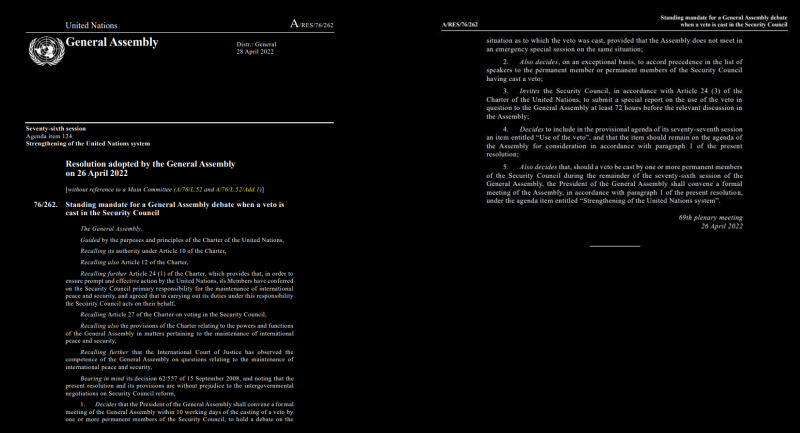 United Nations
A/RES/76/262
General Assembly
Distr.: General
28 April 2022
Seventy-sixth session
Agenda item 124
Strengthening of the United Nations system
Resolution adopted by the General Assembly
on 26 April 2022
[without reference to a Main Committee (A/76/L.52 and A/76/L.52/Add.1)]
76/262. Standing mandate for a General Assembly debate when a veto is
cast in the Security Council
The General Assembly,
Guided by the purposes and principles of the Charter of the United Nations,
Recalling its authority under Article 10 of the Charter,
Recalling also Article 12 of the Charter,
Recalling further Article 24 (1) of the Charter, which provides that, in order to
ensure prompt and effective action by the United Nations, its Members have conferred
on the Security Council primary responsibility for the maintenance of international
peace and security, and agreed that in carrying out its duties under this responsibility
the Security Council acts on their behalf,
Recalling Article 27 of the Charter on voting in the Security Council,
Recalling also the provisions of the Charter relating to the powers and functions
of the General Assembly in matters pertaining to the maintenance of international
peace and security,
Recalling further that the International Court of Justice has observed the
competence of the General Assembly on questions relating to the maintenance of
international peace and security,
Bearing in mind its decision 62/557 of 15 September 2008, and noting that the
present resolution and its provisions are without prejudice to the intergovernmental
negotiations on Security Council reform,
1. Decides that the President of the General Assembly shall convene a formal
meeting of the General Assembly within 10 working days of the casting of a veto by
one or more permanent members of the Security Council, to hold a debate on the
A/RES/76/262
Standing mandate for a General Assembly debate
when a veto is cast in the Security Council
situation as to which the veto was cast, provided that the Assembly does not meet in
an emergency special session on the same situation;
2. Also decides, on an exceptional basis, to accord precedence in the list of
speakers to the permanent member or permanent members of the Security Council
having cast a veto;
3. Invites the Security Council, in accordance with Article 24 (3) of the
Charter of the United Nations, to submit a special report on the use of the veto in
question to the General Assembly at least 72 hours before the relevant discussion in
the Assembly;
4. Decides to include in the provisional agenda of its seventy-seventh session
an item entitled “Use of the veto”, and that the item should remain on the agenda of
the Assembly for consideration in accordance with paragraph 1 of the present
resolution;
5. Also decides that, should a veto be cast by one or more permanent members
of the Security Council during the remainder of the seventy-sixth session of the
General Assembly, the President of the General Assembly shall convene a formal
meeting of the Assembly, in accordance with paragraph 1 of the present resolution,
under the agenda item entitled “Strengthening of the United Nations system”.
69th plenary meeting
26 April 2022